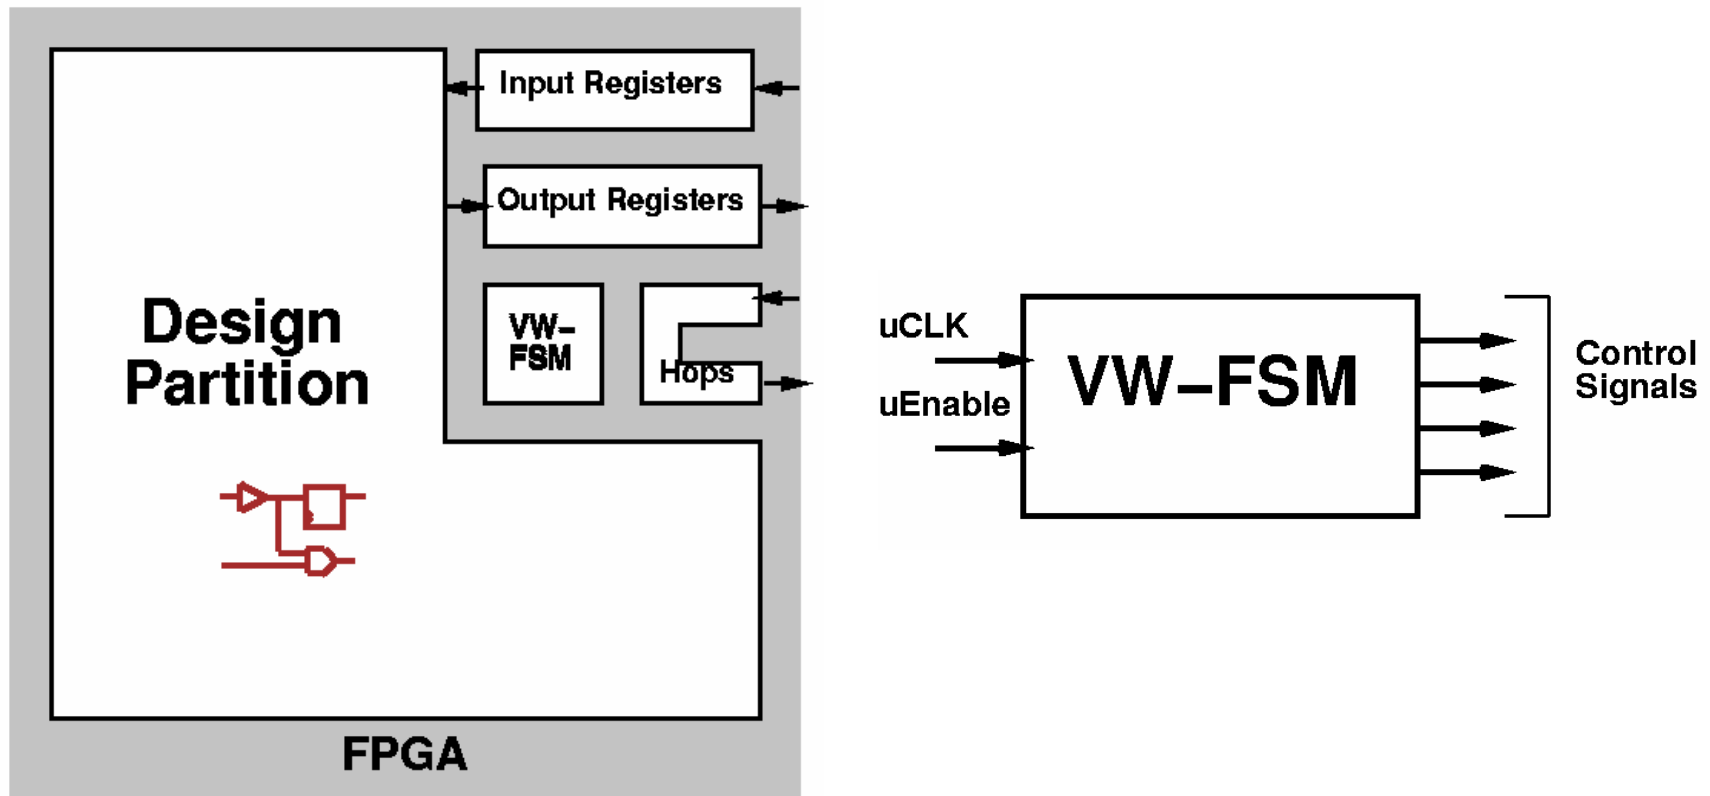 Input Registers
Output Registers
VW–
FSM
Hops
Design
Partition
FPGA
uCLK
uEnable
VW–FSM
Control
Signals